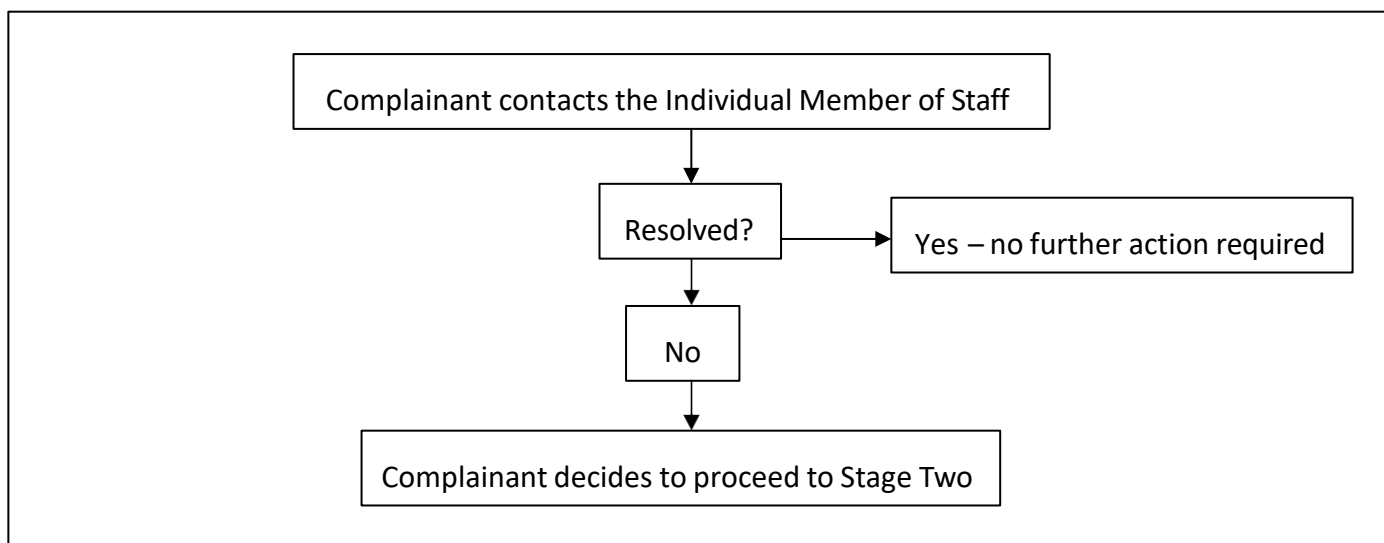 Complainant contacts the Individual Member of Staff
Resolved?
Yes – no further action required
No
Complainant decides to proceed to Stage Two